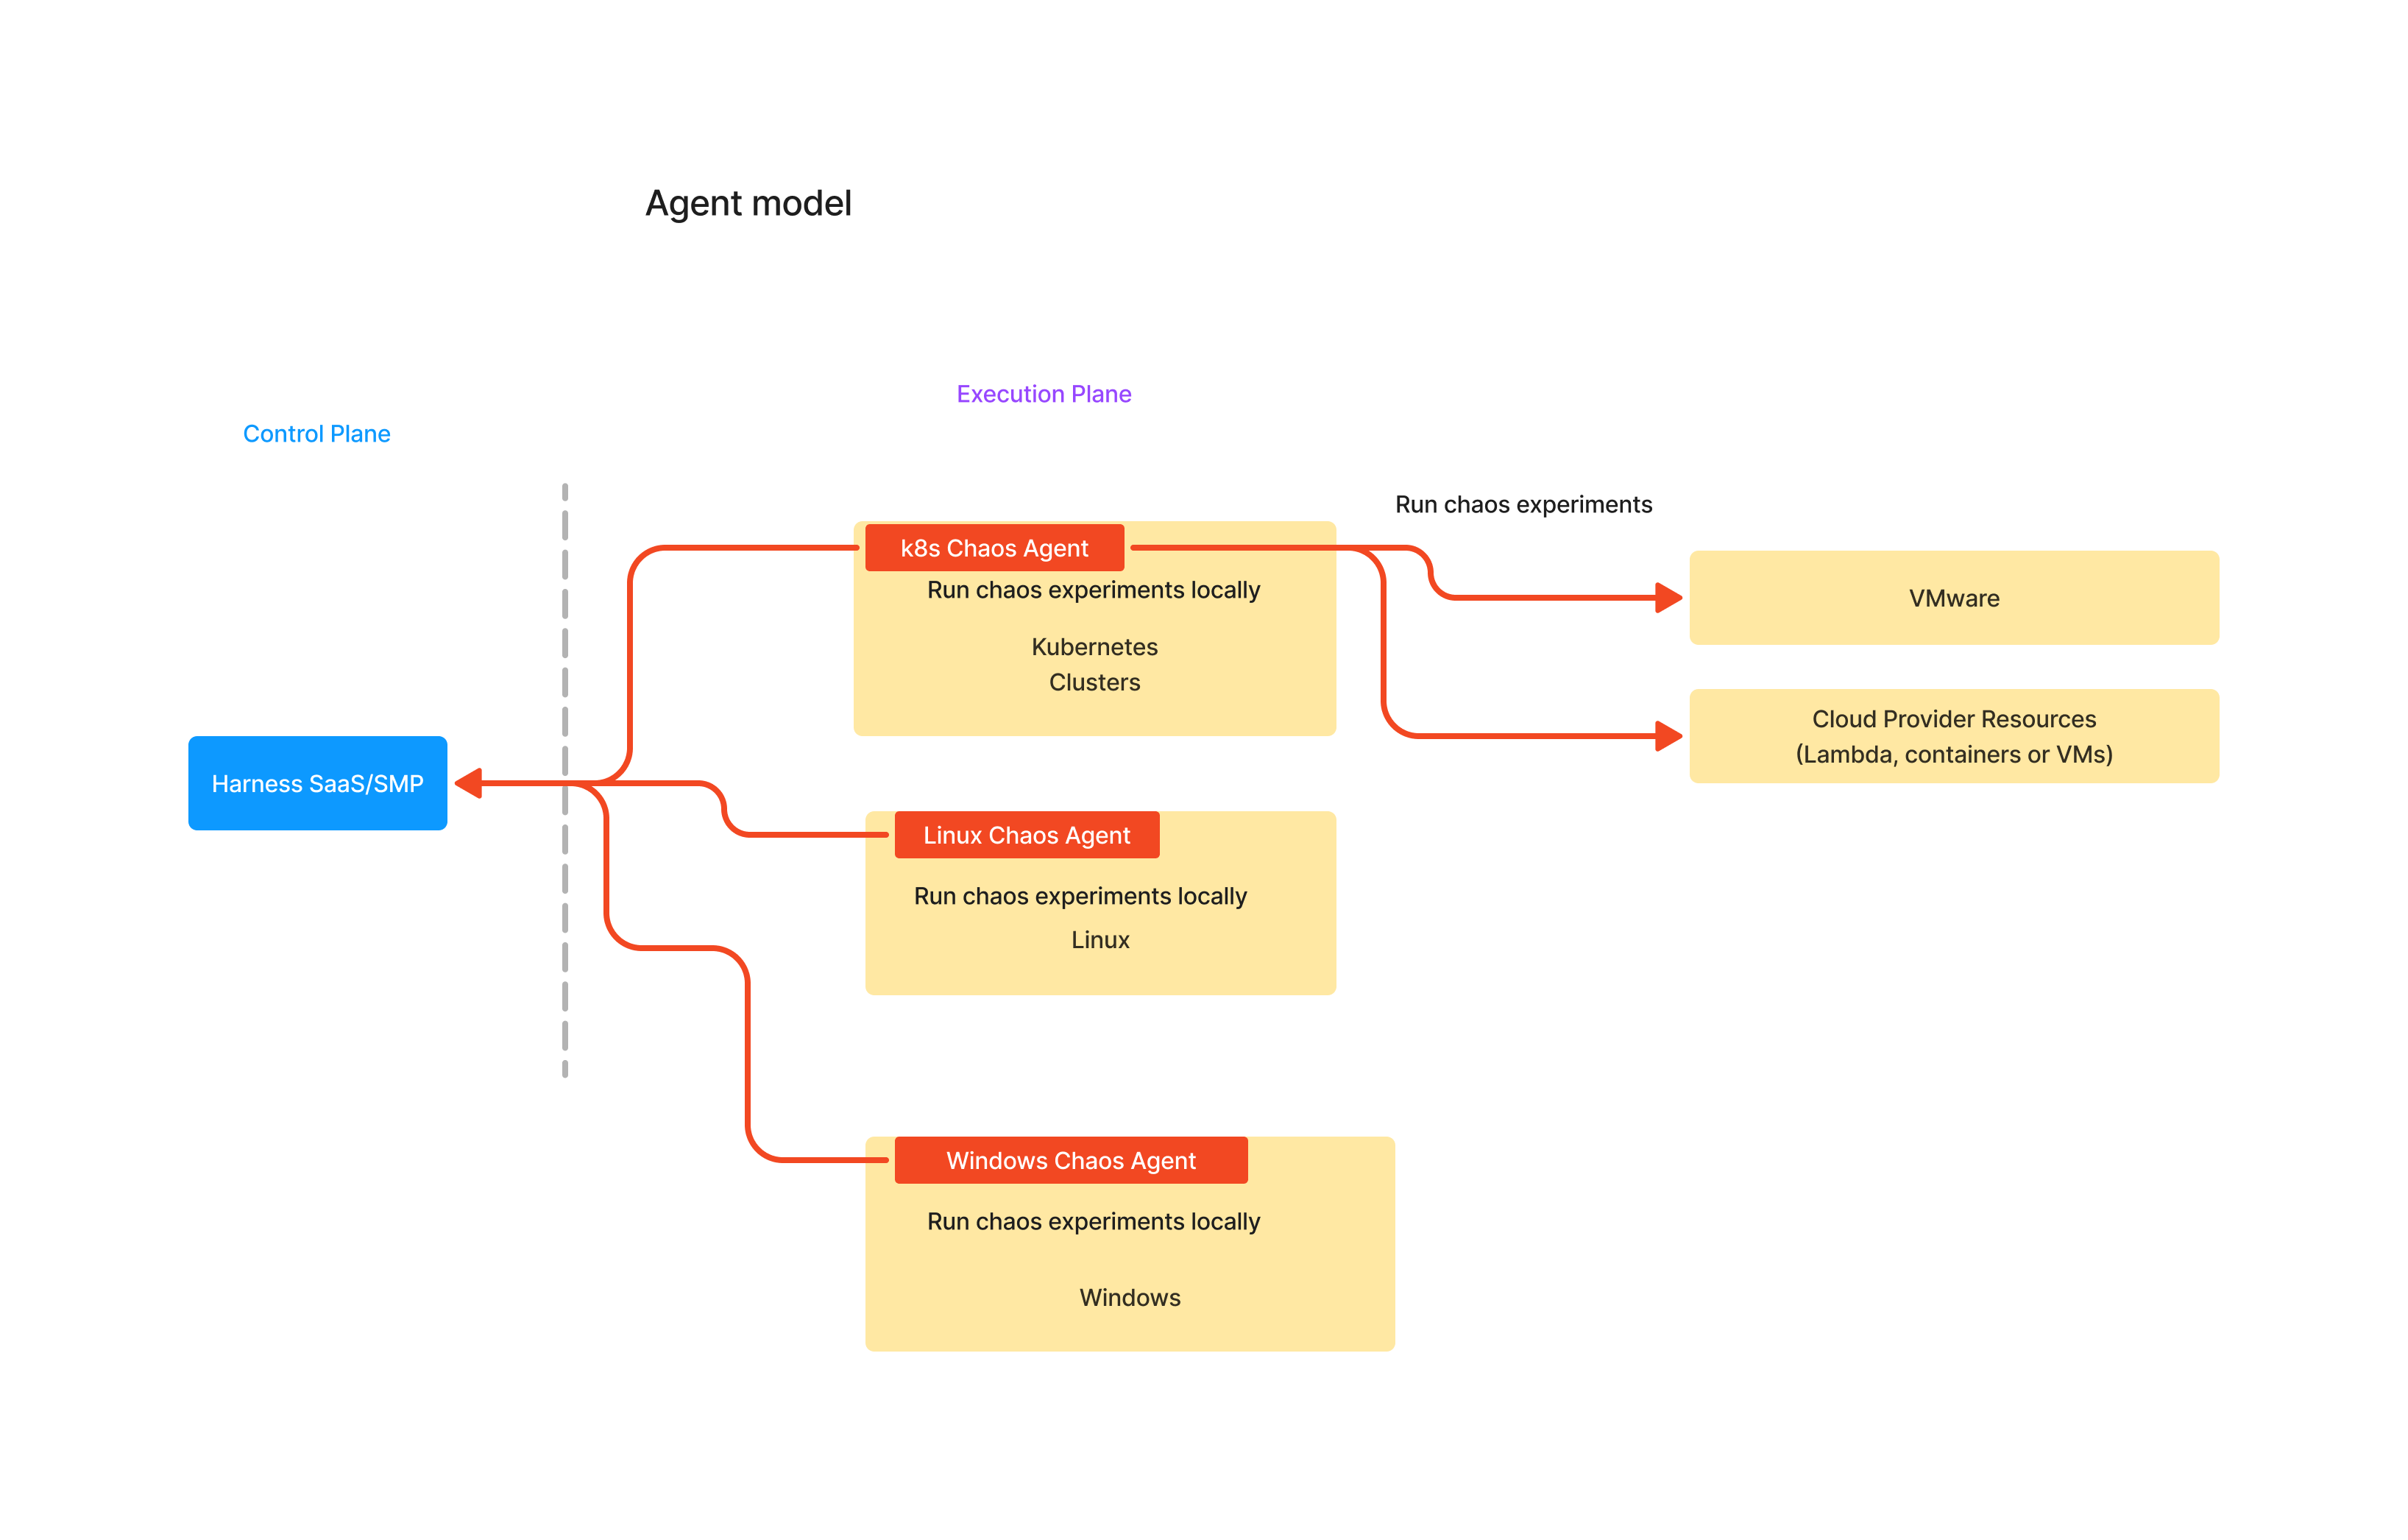 Agent model
Execution Plane
Control Plane
Run chaos experiments
k8s Chaos Agent
Run chaos experiments locally
Kubernetes
Clusters
VMware
Cloud Provider Resources
(Lambda, containers or VMs)
Harness SaaS/SMP
Linux Chaos Agent
Run chaos experiments locally
Linux
Windows Chaos Agent
Run chaos experiments locally
Windows